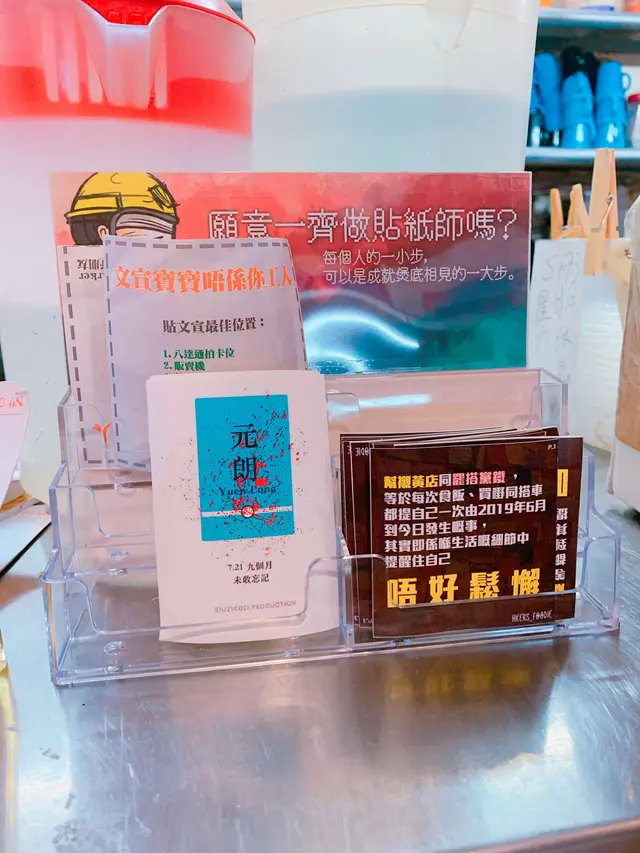 願意一齊做貼紙師嗎?
每個人的一小步,
可以是成就煲底相見的一大步。
文宣寶寶唔係你工人
貼文宣最佳位置:
1. 八達通拍卡位
2. 販賣機
元朗
Yuen Long
7.21 九個月
未敢忘記
ZIUZIKGEI.PRODUCTION
P.1
幫襯黃店同罷搭黨鐵,
等於每次食飯、買嘢同搭車
都提自己一次由2019年6月
到今日發生嘅事,
其實即係喺生活嘅細節中
提醒住自己
唔好鬆懈
HKERS_FOODIE